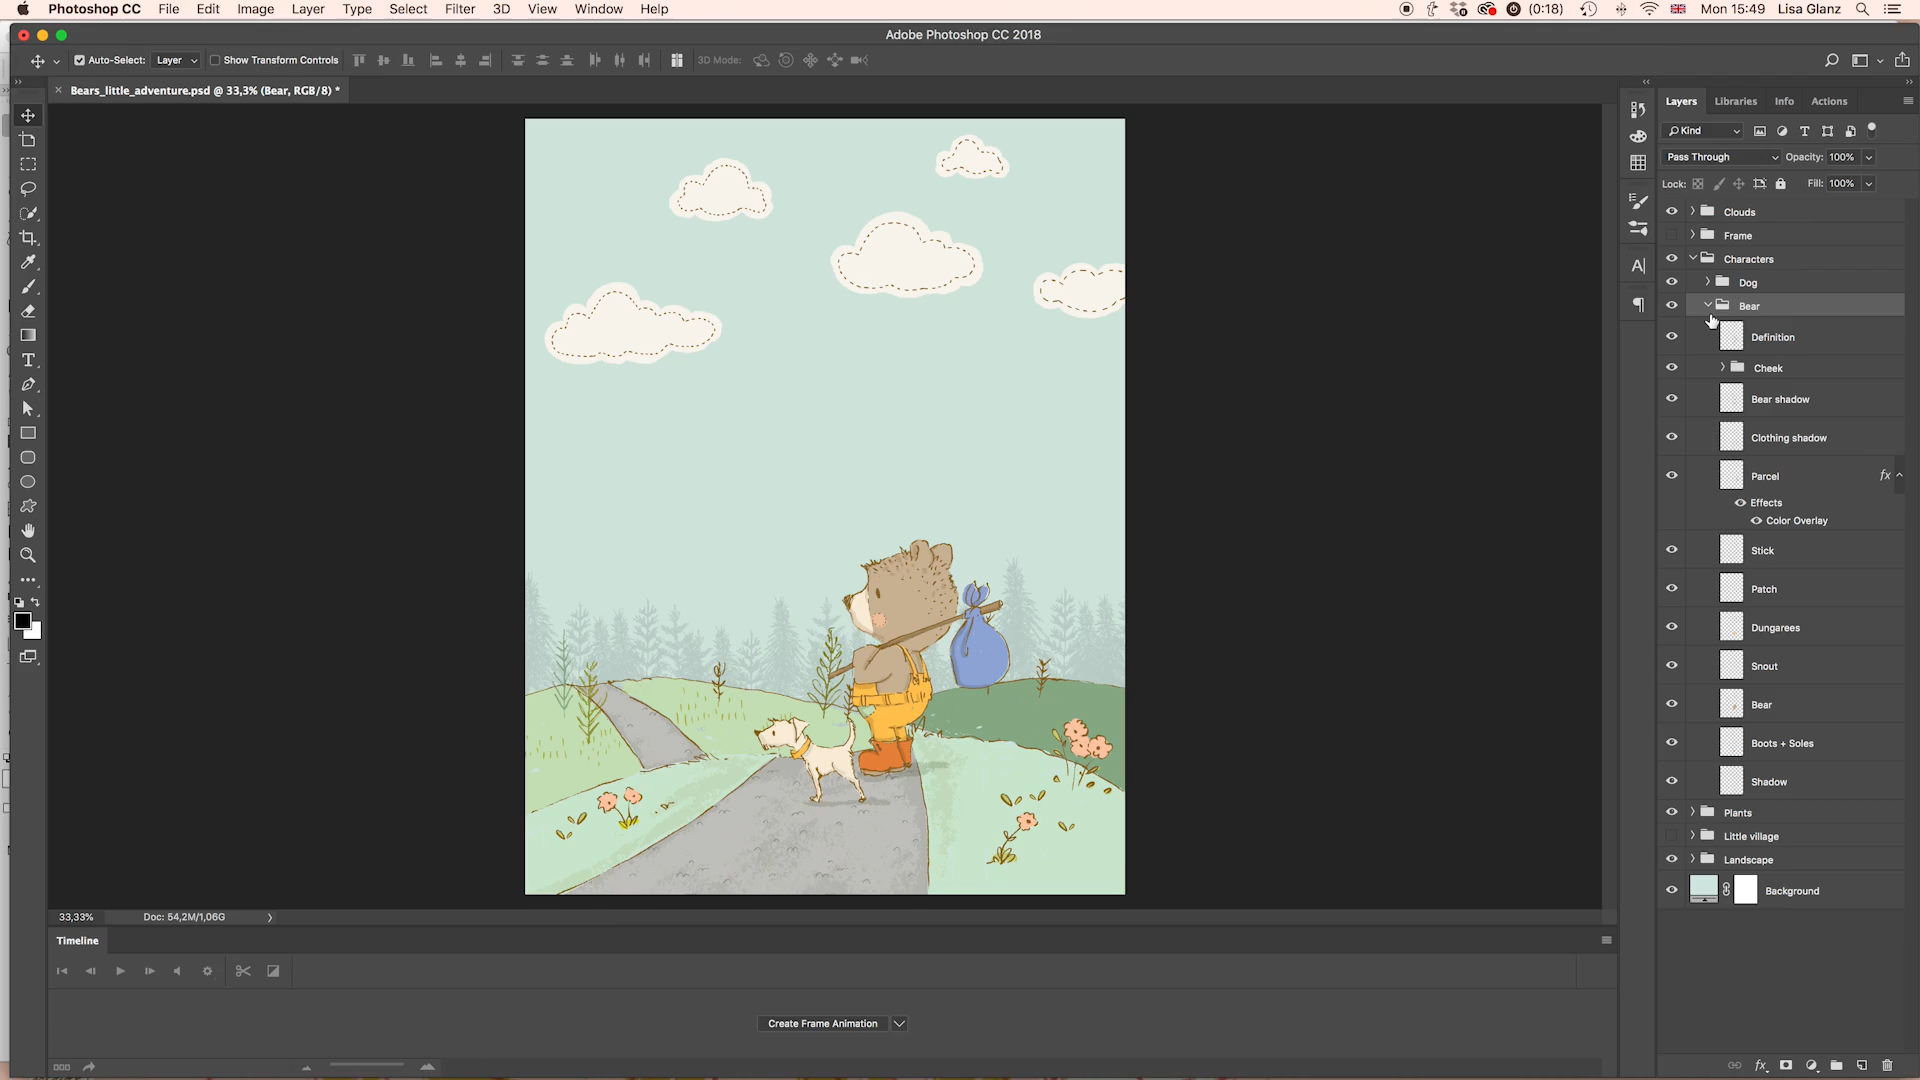 Photoshop CC File Edit Image Layer Type Select Filter 3D View Window Help (0:18) Mon 15:49 Lisa Glanz
Adobe Photoshop CC 2018
Auto-Select: Layer Show Transform Controls 3D Mode:
Bears_little_adventure.psd @ 33,3% (Bear, RGB/8) *
Layers Libraries Info Actions
Kind
Pass Through Opacity: 100%
Lock: Fill: 100%
Clouds
Frame
Characters
Dog
Bear
Definition
Cheek
Bear shadow
Clothing shadow
Parcel fx
Effects
Color Overlay
Stick
Patch
Dungarees
Snout
Bear
Boots + Soles
Shadow
Plants
Little village
Landscape
Background
33,33% Doc: 54,2M/1,06G
Timeline
Create Frame Animation
fx